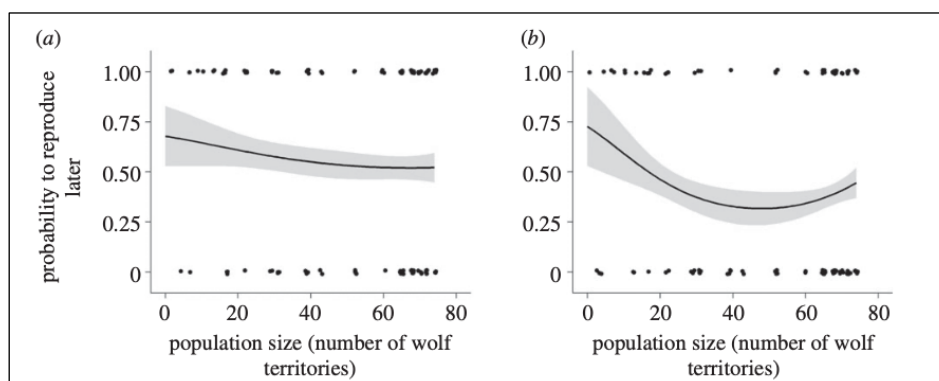 (a)
probability to reproduce
later
1.00
0.75
0.50
0.25
0
0 20 40 60 80
population size (number of wolf
territories)
(b)
1.00
0.75
0.50
0.25
0
0 20 40 60 80
population size (number of wolf
territories)